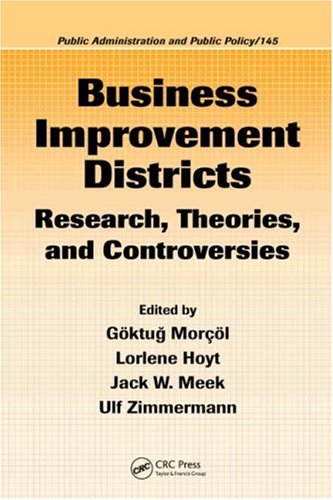 Public Administration and Public Policy/145
Business
Improvement
Districts
Research, Theories,
and Controversies
Edited by
Göktuğ Morçöl
Lorlene Hoyt
Jack W. Meek
Ulf Zimmermann
CRC
CRC Press
Taylor & Francis Group